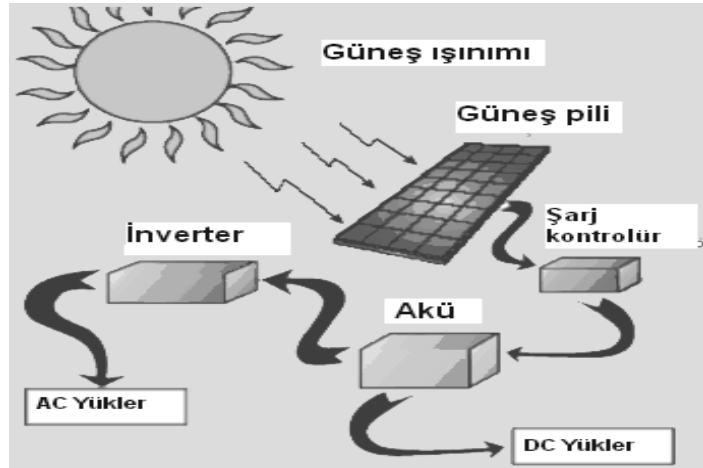 Güneş ışınımı
Güneş pili
Şarj
kontrolür
İnverter
Akü
AC Yükler
DC Yükler